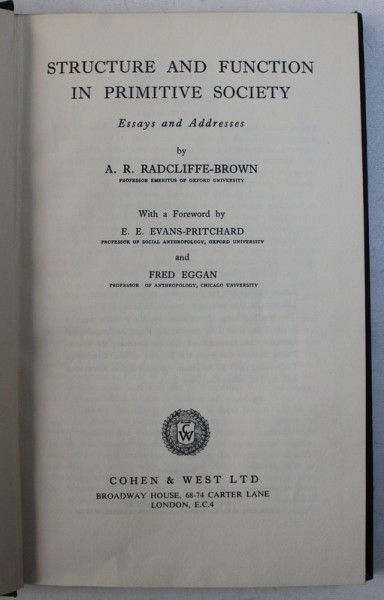 STRUCTURE AND FUNCTION
IN PRIMITIVE SOCIETY
Essays and Addresses
by
A. R. RADCLIFFE-BROWN
PROFESSOR EMERITUS OF OXFORD UNIVERSITY
With a Foreword by
E. E. EVANS-PRITCHARD
PROFESSOR OF SOCIAL ANTHROPOLOGY, OXFORD UNIVERSITY
and
FRED EGGAN
PROFESSOR OF ANTHROPOLOGY, CHICAGO UNIVERSITY
C
W
COHEN & WEST LTD
BROADWAY HOUSE, 68-74 CARTER LANE
LONDON, E.C.4